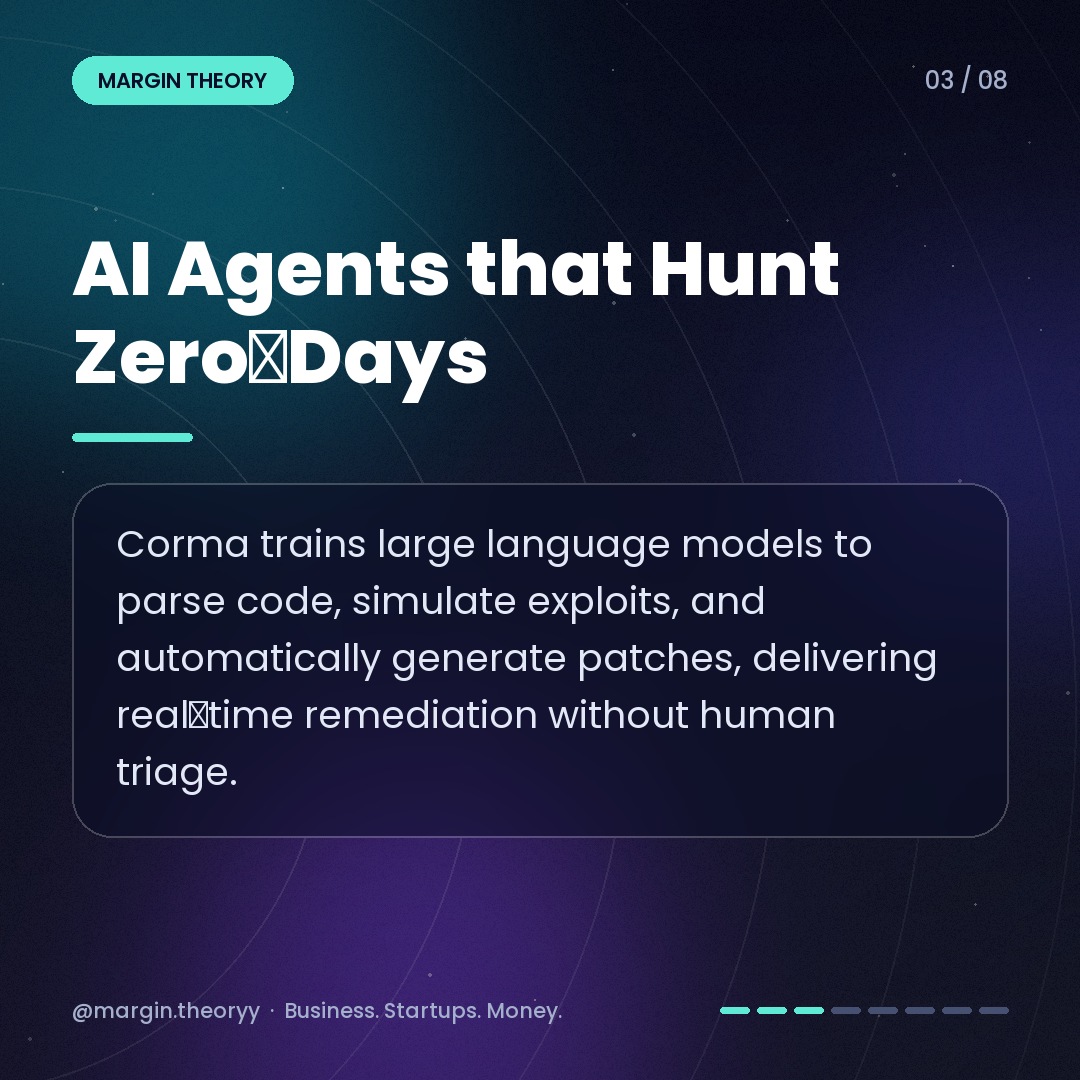 MARGIN THEORY
03 / 08
AI Agents that Hunt
Zero☒Days
Corma trains large language models to
parse code, simulate exploits, and
automatically generate patches, delivering
real☒time remediation without human
triage.
@margin.theoryy · Business. Startups. Money.